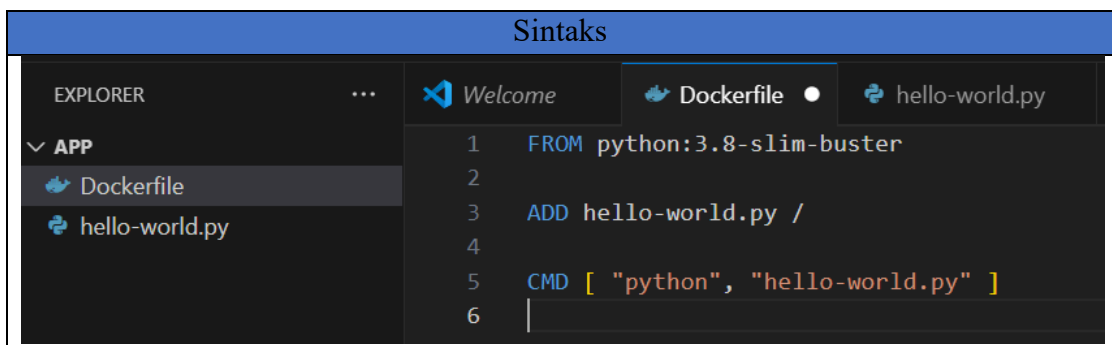 Sintaks
EXPLORER ...
Welcome Dockerfile hello-world.py
APP
Dockerfile
hello-world.py
1 FROM python:3.8-slim-buster
2
3 ADD hello-world.py /
4
5 CMD [ "python", "hello-world.py" ]
6